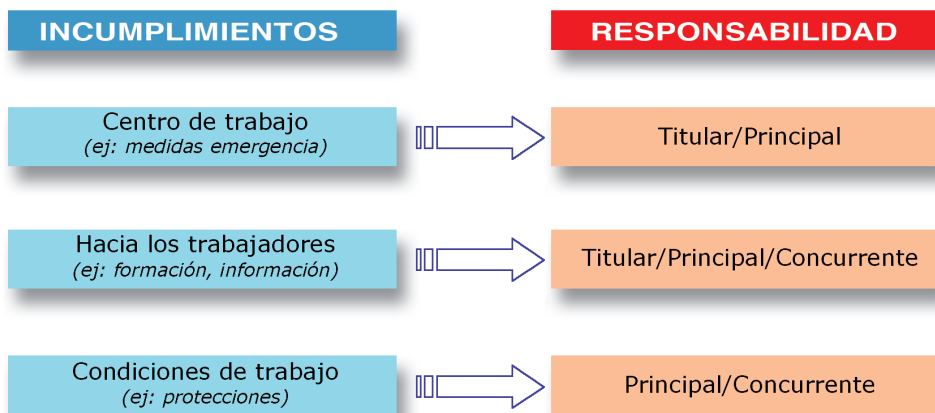 INCUMPLIMIENTOS
RESPONSABILIDAD
Centro de trabajo
(ej: medidas emergencia)
Titular/Principal
Hacia los trabajadores
(ej: formación, información)
Titular/Principal/Concurrente
Condiciones de trabajo
(ej: protecciones)
Principal/Concurrente